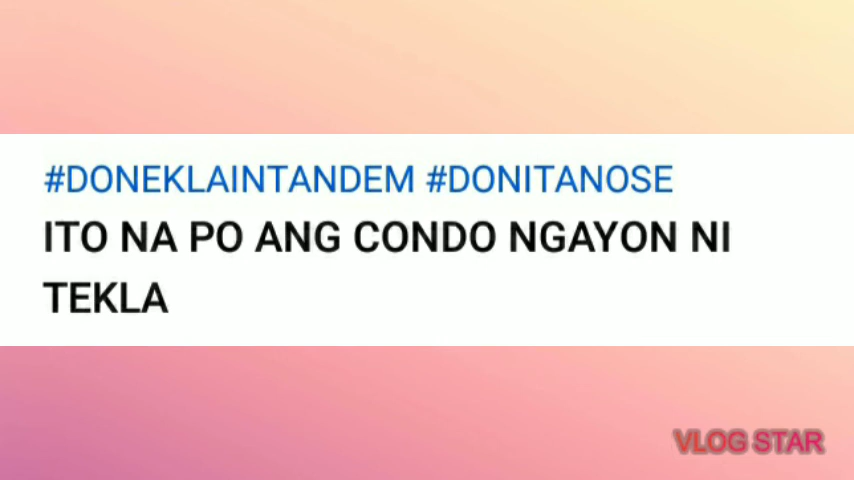 #DONEKLAINTANDEM #DONITANOSE
ITO NA PO ANG CONDO NGAYON NI
TEKLA
VLOG STAR